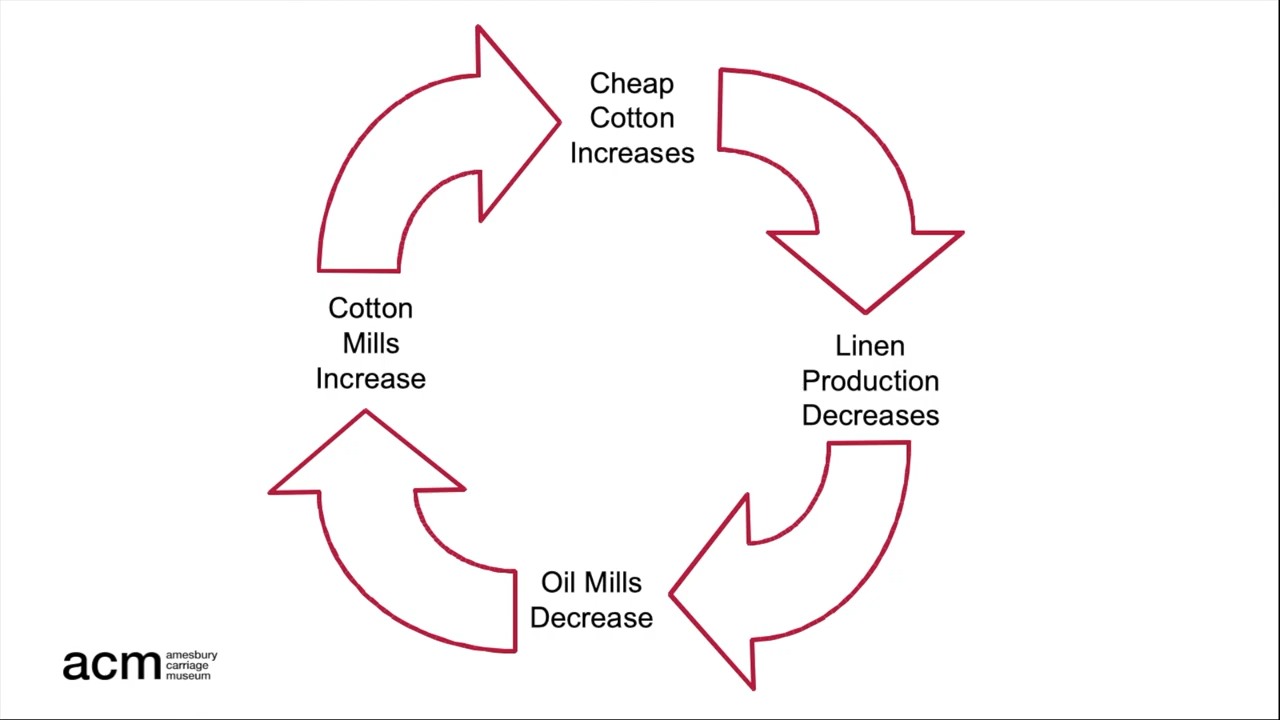 Cheap
Cotton
Increases
Linen
Production
Decreases
Oil Mills
Decrease
Cotton
Mills
Increase
acm
amesbury
carriage
museum